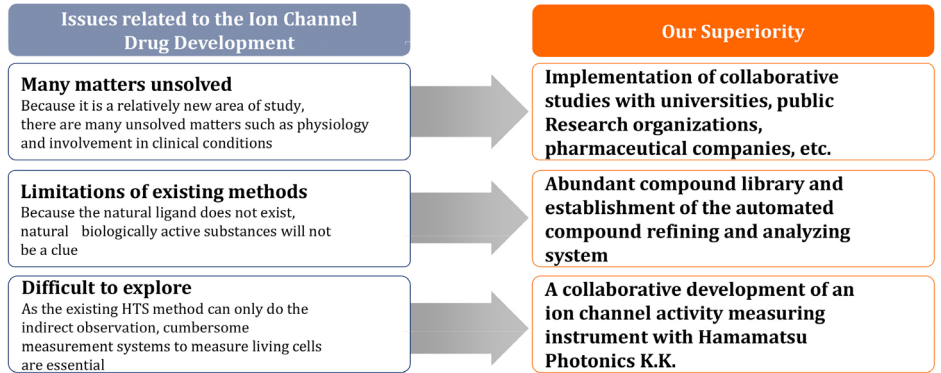 Issues related to the Ion Channel
Drug Development
Our Superiority
Many matters unsolved
Because it is a relatively new area of study,
there are many unsolved matters such as physiology
and involvement in clinical conditions
Implementation of collaborative
studies with universities, public
Research organizations,
pharmaceutical companies, etc.
Limitations of existing methods
Because the natural ligand does not exist,
natural biologically active substances will not
be a clue
Abundant compound library and
establishment of the automated
compound refining and analyzing
system
Difficult to explore
As the existing HTS method can only do the
indirect observation, cumbersome
measurement systems to measure living cells
are essential
A collaborative development of an
ion channel activity measuring
instrument with Hamamatsu
Photonics K.K.